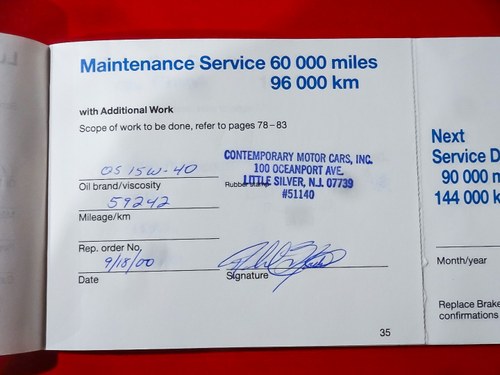 Maintenance Service 60 000 miles
96 000 km
with Additional Work
Scope of work to be done, refer to pages 78–83
OS 15W-40
Oil brand/viscosity
59242
Mileage/km
Rep. order No,
9/18/00
Date
CONTEMPORARY MOTOR CARS, INC.
100 OCEANPORT AVE.
LITTLE SILVER, N.J. 07739
Rubber stamp
#51140
Signature
35
Next
Service D
90 000 m
144 000 k
Month/year
Replace Brake
confirmations